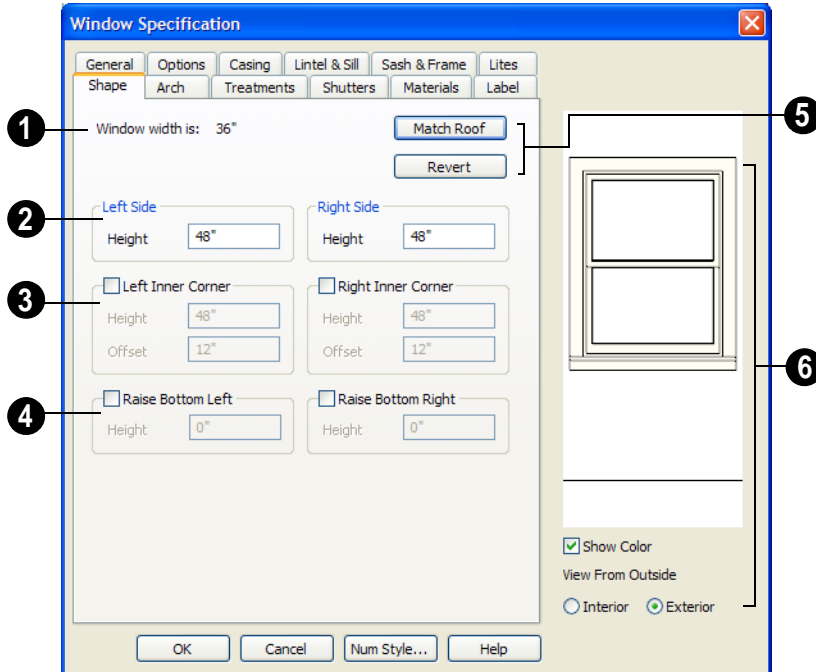 Window Specification
General Options Casing Lintel & Sill Sash & Frame Lites
Shape Arch Treatments Shutters Materials Label
1 Window width is: 36" Match Roof 5
Revert
2 Left Side Right Side
Height 48" Height 48"
3 Left Inner Corner Right Inner Corner
Height 48" Height 48"
Offset 12" Offset 12"
6
4 Raise Bottom Left Raise Bottom Right
Height 0" Height 0"
Show Color
View From Outside
Interior Exterior
OK Cancel Num Style... Help